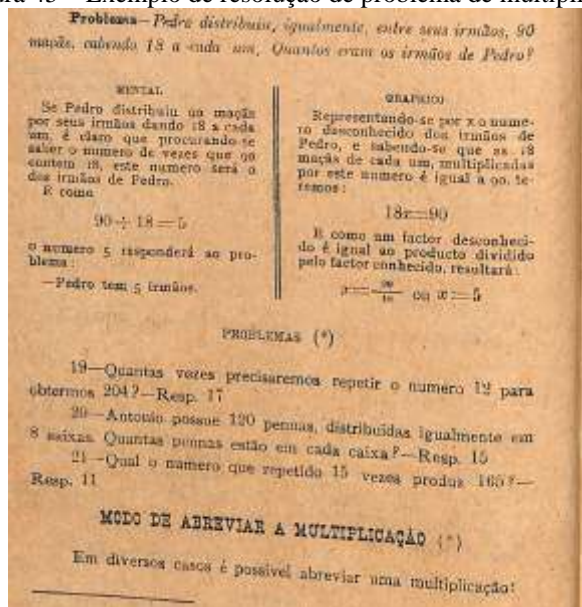 Problema—Pedro distribuiu, igualmente, entre seus irmãos, 90
maçãs, cabendo 18 a cada um. Quantos eram os irmãos de Pedro?
MENTAL
Se Pedro distribuiu 90 maçãs
por seus irmãos dando 18 a cada
um, é claro que procurando-se
saber o numero de vezes que 90
contem 18, este numero será o
dos irmãos de Pedro.
E como
90 ÷ 18 = 5
o numero 5 responderá ao pro-
blema:
—Pedro tem 5 irmãos.
GRAPHICO
Representando-se por x o nume-
ro desconhecido dos irmãos de
Pedro, e sabendo-se que as 18
maçãs de cada um, multiplicadas
por este numero é igual a 90, te-
remos:
18x=90
E como um factor desconheci-
do é igual ao producto dividido
pelo factor conhecido, resultará:
x=90/18 ou x=5
PROBLEMAS (*)
19—Quantas vezes precisaremos repetir o numero 12 para
obtermos 204?—Resp. 17
20—Antonio possue 120 pennas, distribuidas igualmente em
8 caixas. Quantas pennas estão em cada caixa?—Resp. 15
21—Qual o numero que repetido 15 vezes produz 165?—
Resp. 11
MODO DE ABREVIAR A MULTIPLICAÇÃO (*)
Em diversos casos é possivel abreviar uma multiplicação: